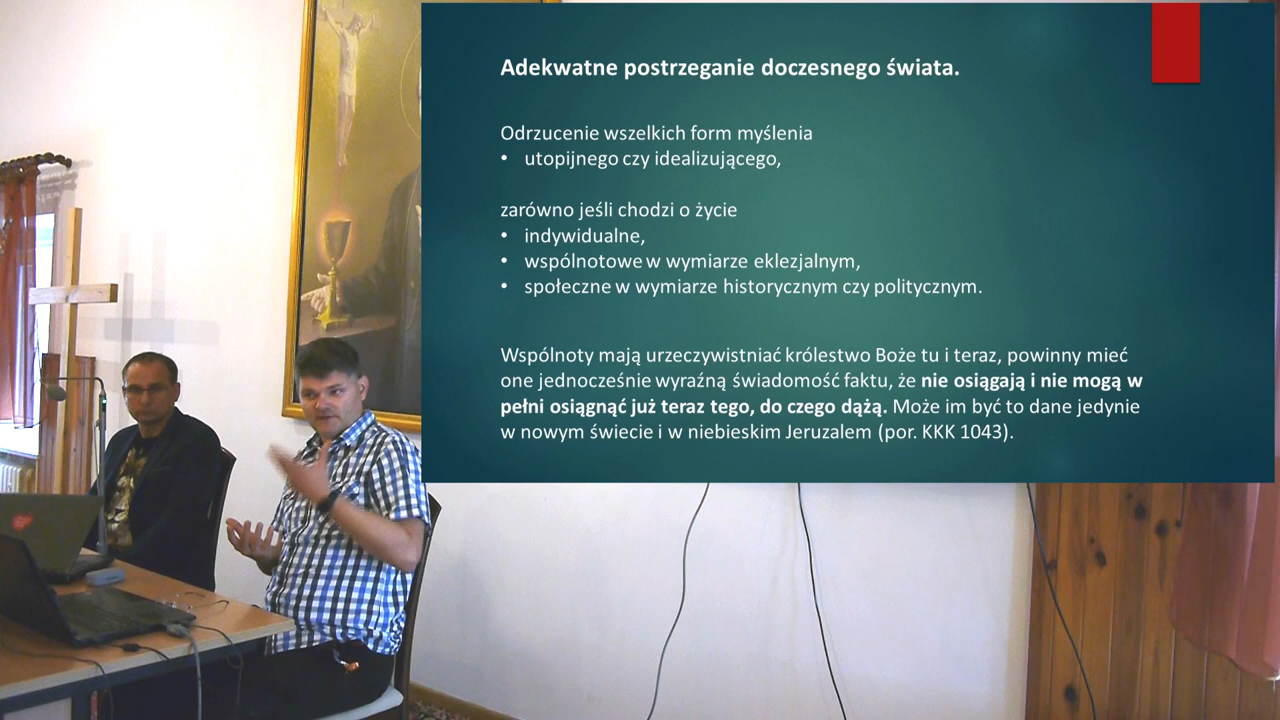 Adekwatne postrzeganie doczesnego świata.
Odrzucenie wszelkich form myślenia
• utopijnego czy idealizującego,
zarówno jeśli chodzi o życie
• indywidualne,
• wspólnotowe w wymiarze eklezjalnym,
• społeczne w wymiarze historycznym czy politycznym.
Wspólnoty mają urzeczywistniać królestwo Boże tu i teraz, powinny mieć
one jednocześnie wyraźną świadomość faktu, że nie osiągają i nie mogą w
pełni osiągnąć już teraz tego, do czego dążą. Może im być to dane jedynie
w nowym świecie i w niebieskim Jeruzalem (por. KKK 1043).